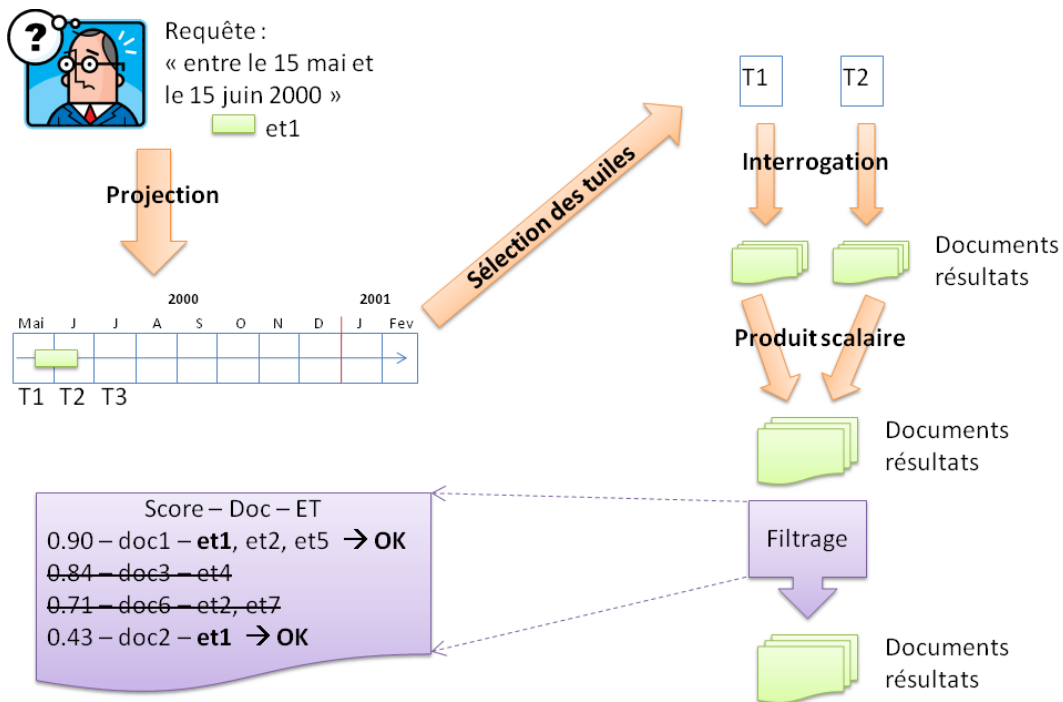 ?
Requête :
« entre le 15 mai et
le 15 juin 2000 »
et1
Projection
2000 2001
Mai J J A S O N D J Fev
T1 T2 T3
Sélection des tuiles
T1 T2
Interrogation
Documents
résultats
Produit scalaire
Documents
résultats
Filtrage
Score – Doc – ET
0.90 – doc1 – et1, et2, et5 → OK
0.84 – doc3 – et4
0.71 – doc6 – et2, et7
0.43 – doc2 – et1 → OK
Documents
résultats